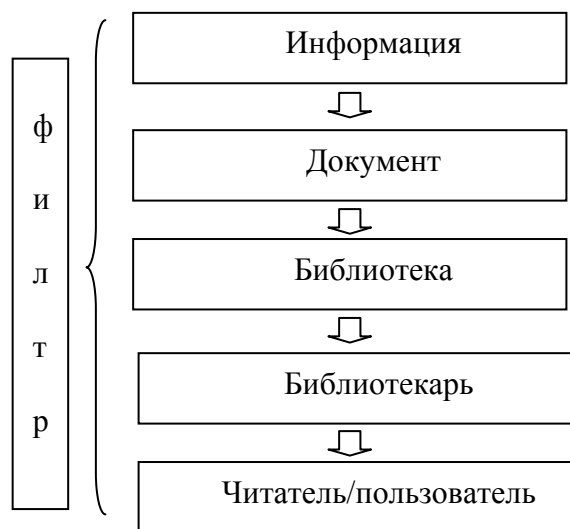 Информация
ф
и
л
т
р
Документ
Библиотека
Библиотекарь
Читатель/пользователь